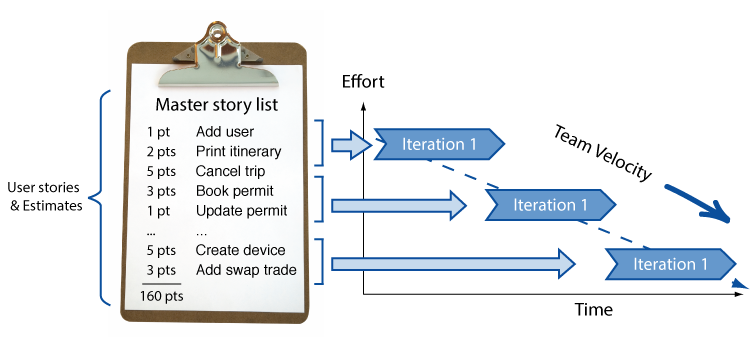 Master story list
1 pt Add user
2 pts Print itinerary
5 pts Cancel trip
3 pts Book permit
1 pt Update permit
... ...
5 pts Create device
3 pts Add swap trade
160 pts
User stories
& Estimates
Effort
Iteration 1
Iteration 1
Iteration 1
Team Velocity
Time